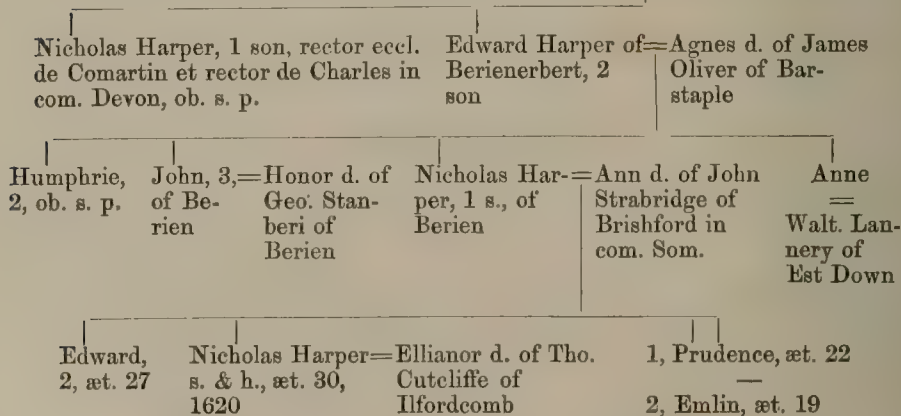 Nicholas Harper, 1 son, rector eccl.
de Comartin et rector de Charles in
com. Devon, ob. s. p.
Edward Harper of=Agnes d. of James
Berienerbert, 2 Oliver of Bar-
son staple
Humphrie,
2, ob. s. p.
John, 3,=Honor d. of
of Be- Geo. Stan-
rien beri of
Berien
Nicholas Har-=Ann d. of John
per, 1 s., of Strabridge of
Berien Brishford in
com. Som.
Anne
=
Walt. Lan-
nery of
Est Down
Edward,
2, æt. 27
Nicholas Harper=Ellianor d. of Tho.
s. & h., æt. 30, Cutcliffe of
1620 Ilfordcomb
1, Prudence, æt. 22
—
2, Emlin, æt. 19